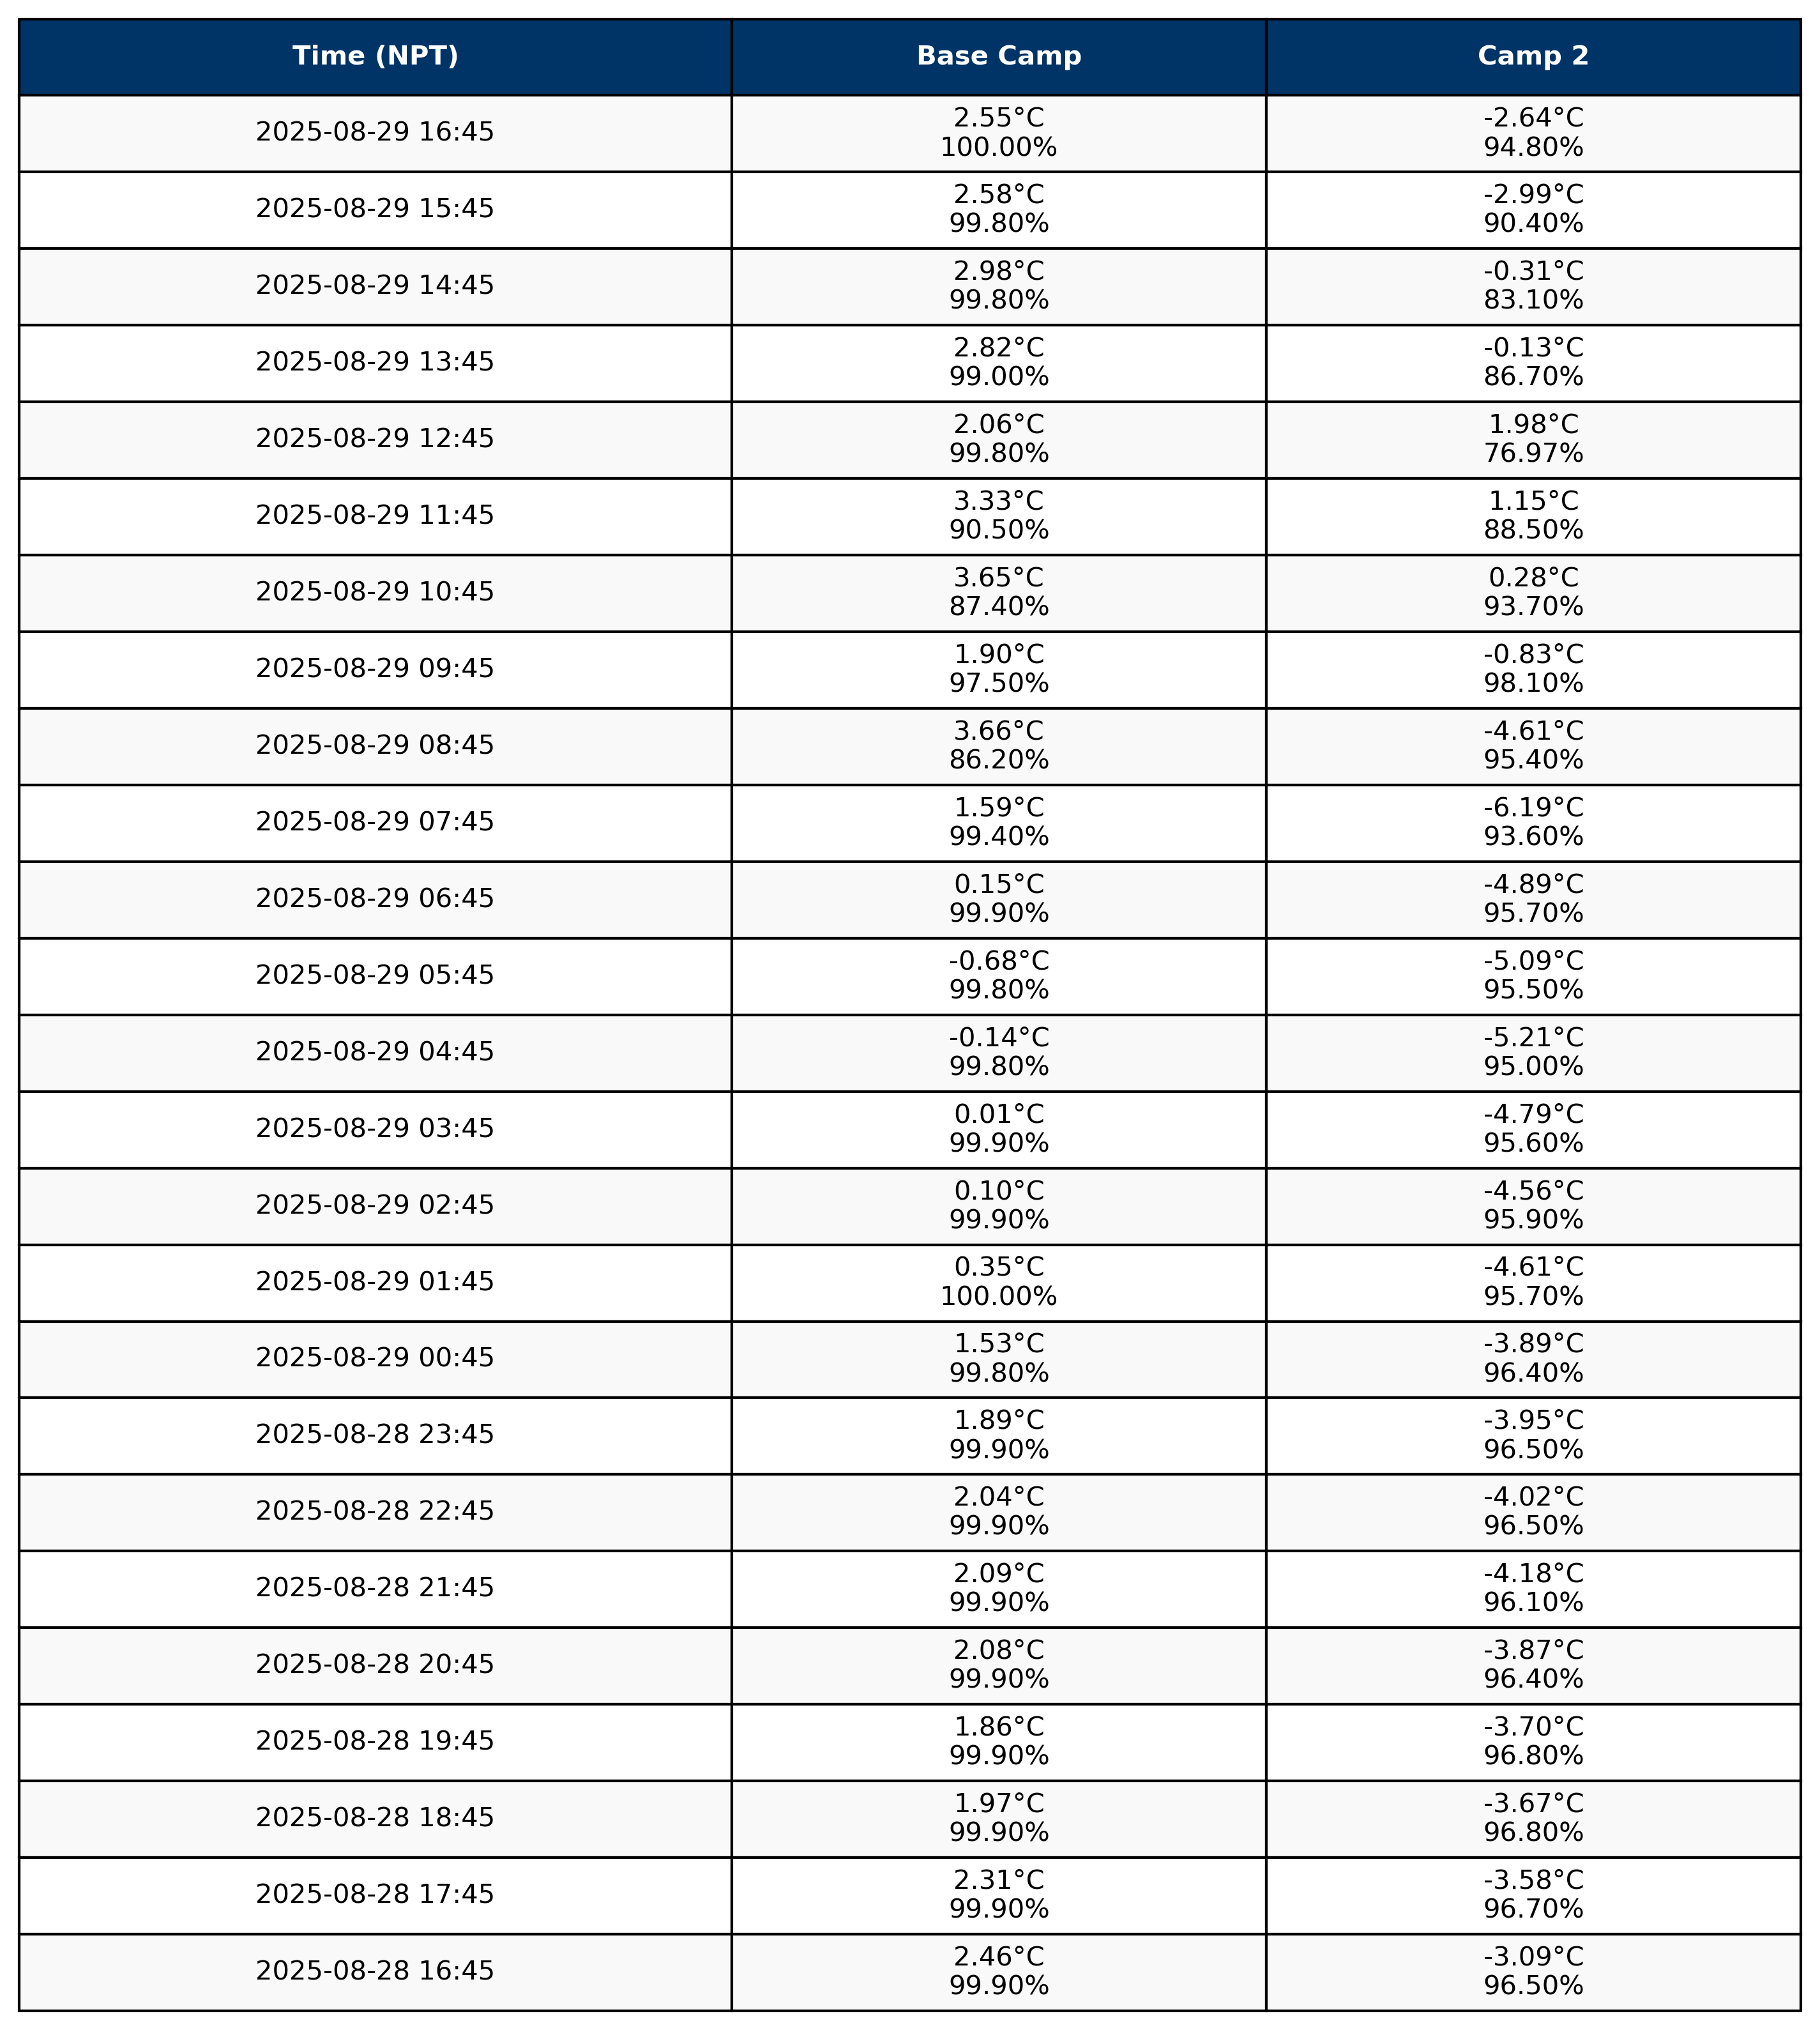 Time (NPT) Base Camp Camp 2
2025-08-29 16:45 2.55°C -2.64°C
100.00% 94.80%
2025-08-29 15:45 2.58°C -2.99°C
99.80% 90.40%
2025-08-29 14:45 2.98°C -0.31°C
99.80% 83.10%
2025-08-29 13:45 2.82°C -0.13°C
99.00% 86.70%
2025-08-29 12:45 2.06°C 1.98°C
99.80% 76.97%
2025-08-29 11:45 3.33°C 1.15°C
90.50% 88.50%
2025-08-29 10:45 3.65°C 0.28°C
87.40% 93.70%
2025-08-29 09:45 1.90°C -0.83°C
97.50% 98.10%
2025-08-29 08:45 3.66°C -4.61°C
86.20% 95.40%
2025-08-29 07:45 1.59°C -6.19°C
99.40% 93.60%
2025-08-29 06:45 0.15°C -4.89°C
99.90% 95.70%
2025-08-29 05:45 -0.68°C -5.09°C
99.80% 95.50%
2025-08-29 04:45 -0.14°C -5.21°C
99.80% 95.00%
2025-08-29 03:45 0.01°C -4.79°C
99.90% 95.60%
2025-08-29 02:45 0.10°C -4.56°C
99.90% 95.90%
2025-08-29 01:45 0.35°C -4.61°C
100.00% 95.70%
2025-08-29 00:45 1.53°C -3.89°C
99.80% 96.40%
2025-08-28 23:45 1.89°C -3.95°C
99.90% 96.50%
2025-08-28 22:45 2.04°C -4.02°C
99.90% 96.50%
2025-08-28 21:45 2.09°C -4.18°C
99.90% 96.10%
2025-08-28 20:45 2.08°C -3.87°C
99.90% 96.40%
2025-08-28 19:45 1.86°C -3.70°C
99.90% 96.80%
2025-08-28 18:45 1.97°C -3.67°C
99.90% 96.80%
2025-08-28 17:45 2.31°C -3.58°C
99.90% 96.70%
2025-08-28 16:45 2.46°C -3.09°C
99.90% 96.50%